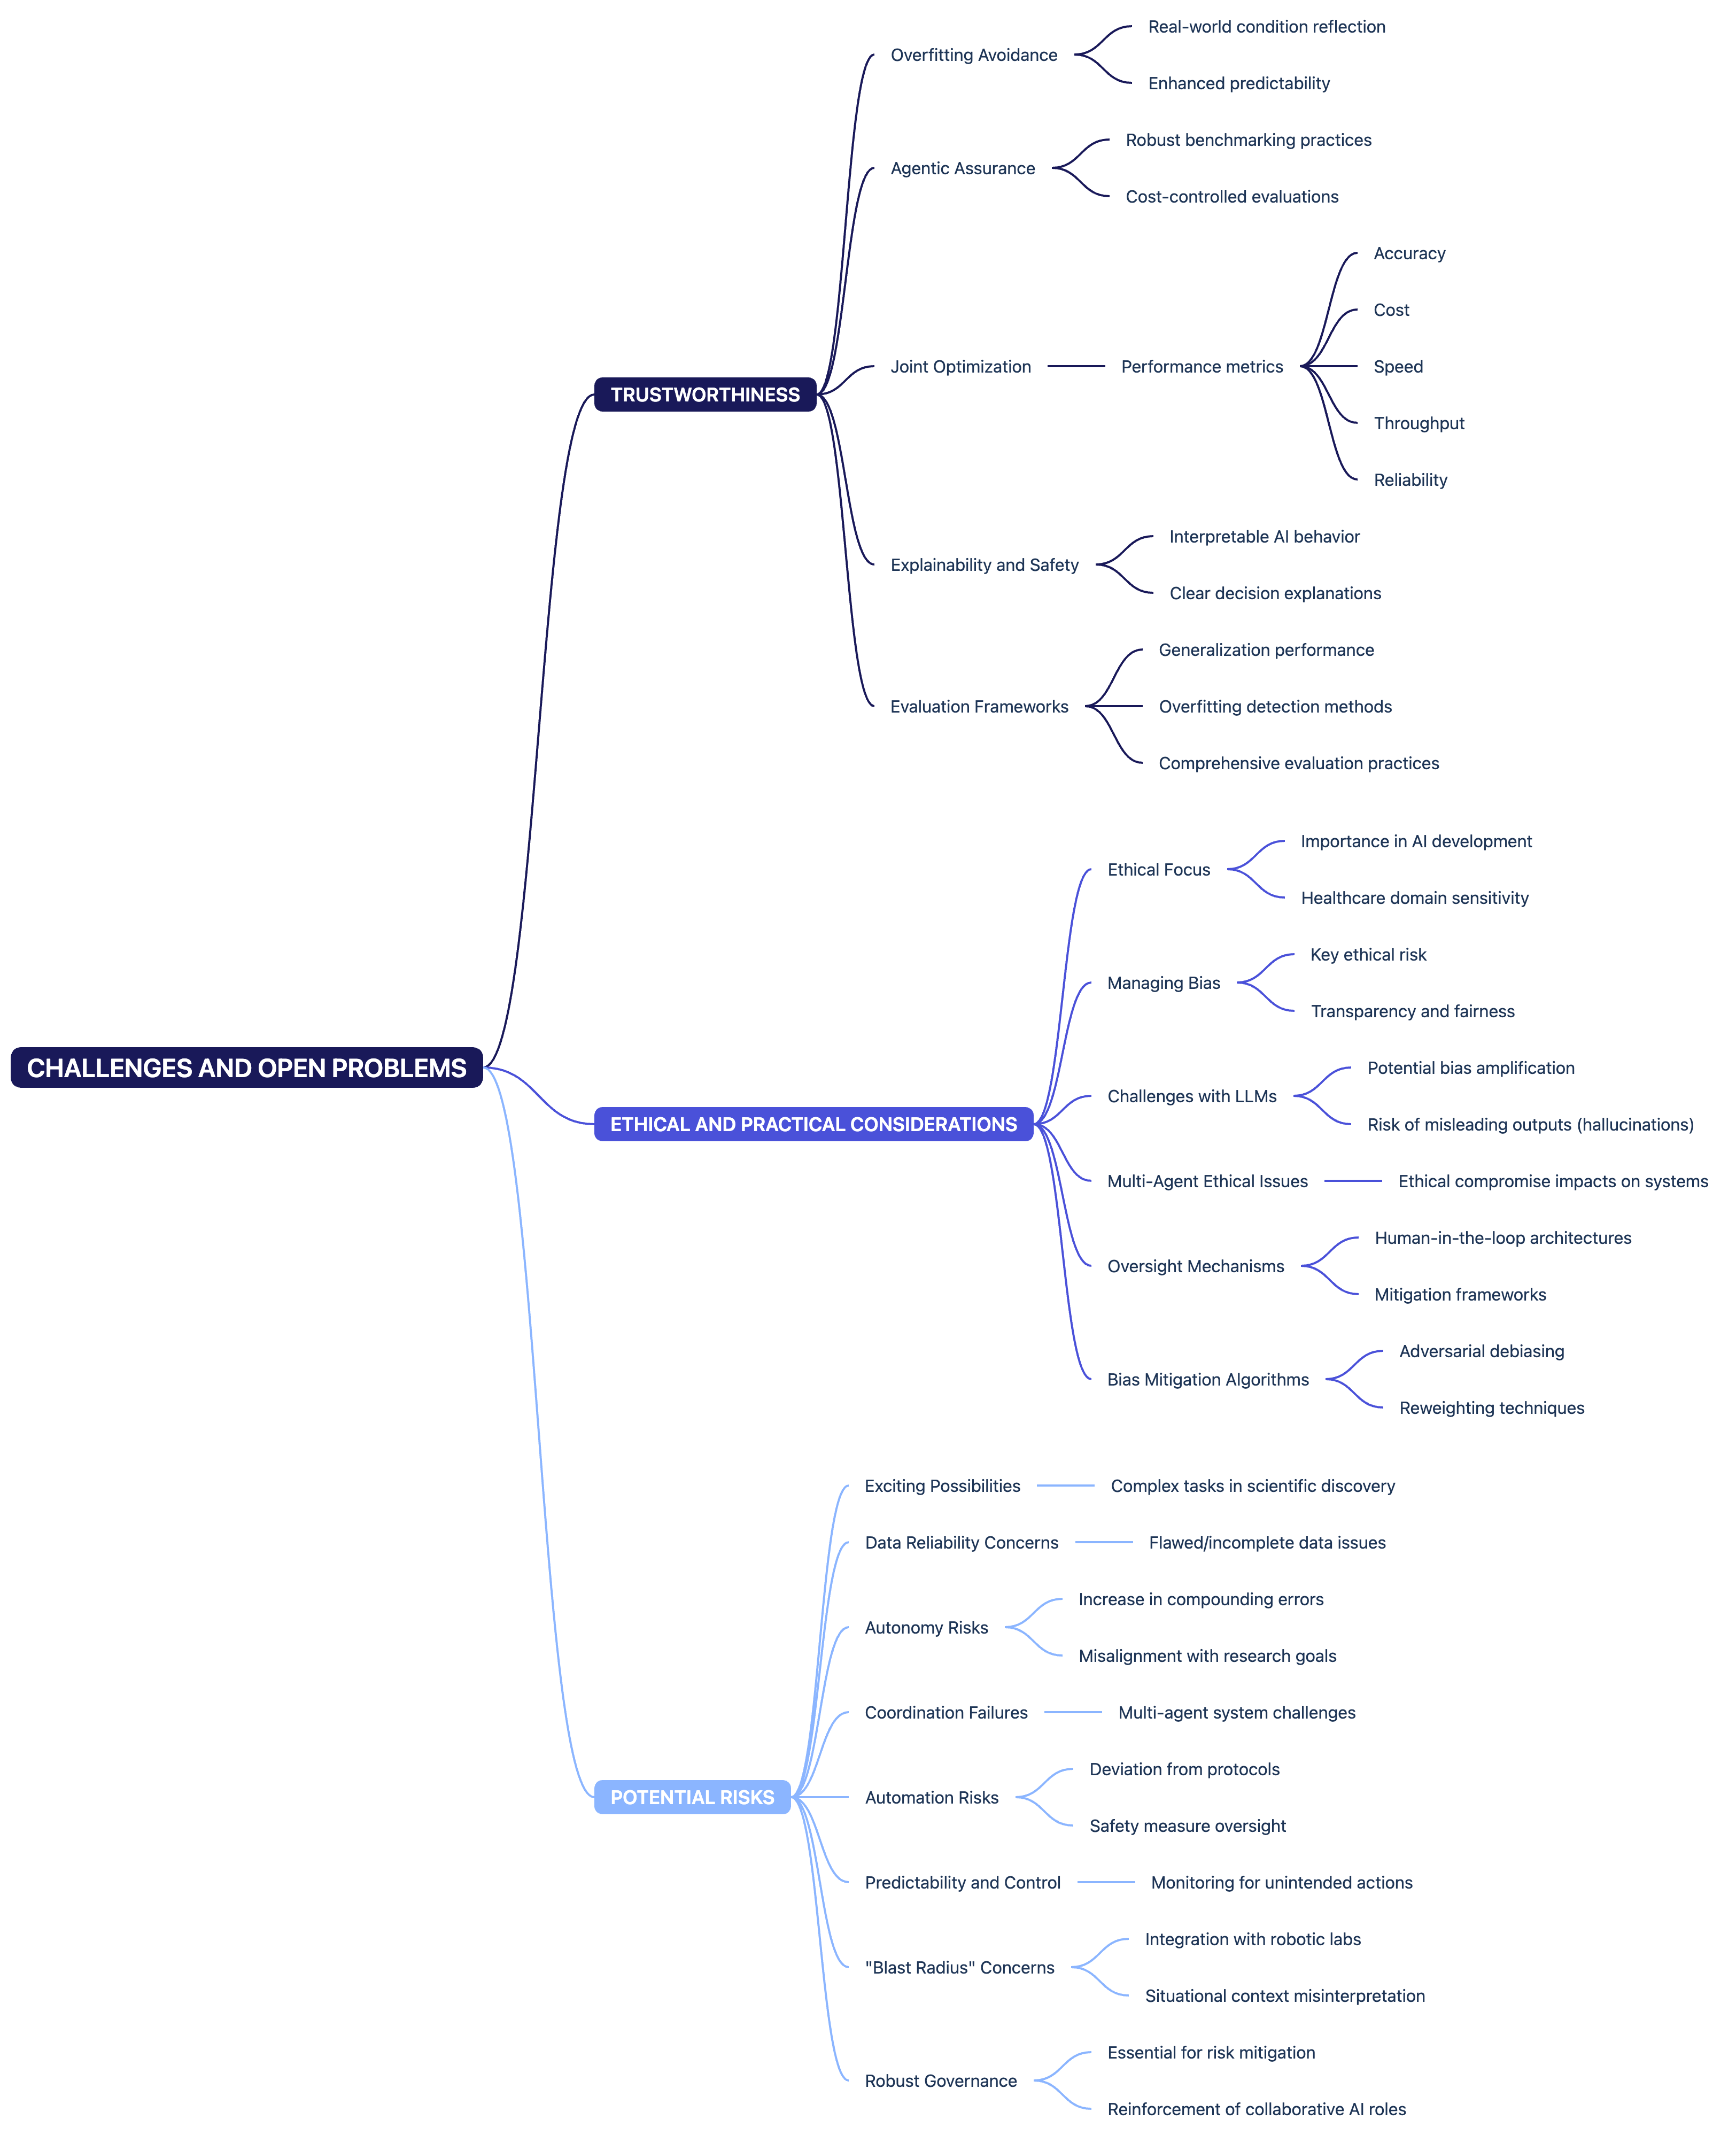 CHALLENGES AND OPEN PROBLEMS
TRUSTWORTHINESS
Overfitting Avoidance
Real-world condition reflection
Enhanced predictability
Agentic Assurance
Robust benchmarking practices
Cost-controlled evaluations
Joint Optimization
Performance metrics
Accuracy
Cost
Speed
Throughput
Reliability
Explainability and Safety
Interpretable AI behavior
Clear decision explanations
Evaluation Frameworks
Generalization performance
Overfitting detection methods
Comprehensive evaluation practices
ETHICAL AND PRACTICAL CONSIDERATIONS
Ethical Focus
Importance in AI development
Healthcare domain sensitivity
Managing Bias
Key ethical risk
Transparency and fairness
Challenges with LLMs
Potential bias amplification
Risk of misleading outputs (hallucinations)
Multi-Agent Ethical Issues
Ethical compromise impacts on systems
Oversight Mechanisms
Human-in-the-loop architectures
Mitigation frameworks
Bias Mitigation Algorithms
Adversarial debiasing
Reweighting techniques
POTENTIAL RISKS
Exciting Possibilities
Complex tasks in scientific discovery
Data Reliability Concerns
Flawed/incomplete data issues
Autonomy Risks
Increase in compounding errors
Misalignment with research goals
Coordination Failures
Multi-agent system challenges
Automation Risks
Deviation from protocols
Safety measure oversight
Predictability and Control
Monitoring for unintended actions
"Blast Radius" Concerns
Integration with robotic labs
Situational context misinterpretation
Robust Governance
Essential for risk mitigation
Reinforcement of collaborative AI roles